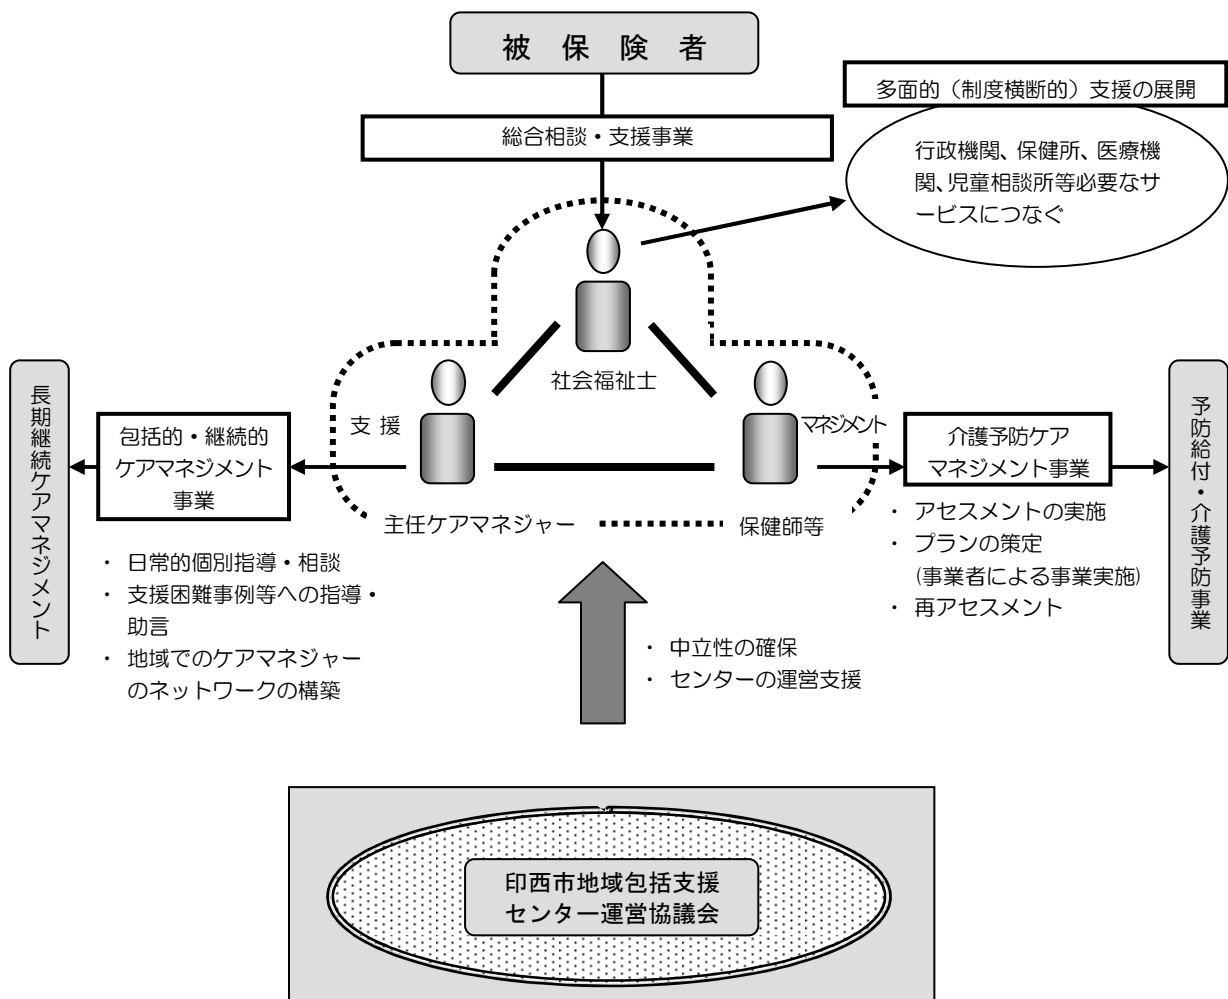 被保険者
多面的（制度横断的）支援の展開
総合相談・支援事業
行政機関、保健所、医療機
関、児童相談所等必要なサ
ービスにつなぐ
社会福祉士
長期継続ケアマネジメント
包括的・継続的
ケアマネジメント
事業
支 援
マネジメント
介護予防ケア
マネジメント事業
予防給付・介護予防事業
主任ケアマネジャー
保健師等
・ アセスメントの実施
・ プランの策定
(事業者による事業実施)
・ 再アセスメント
・ 日常的個別指導・相談
・ 支援困難事例等への指導・
助言
・ 地域でのケアマネジャー
のネットワークの構築
・ 中立性の確保
・ センターの運営支援
印西市地域包括支援
センター運営協議会